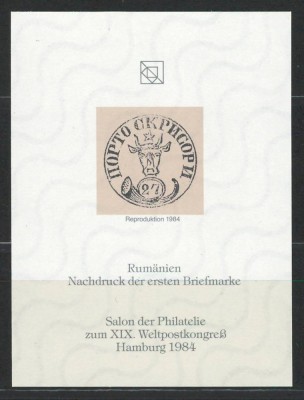 ПОРТО СКРИСОРИ
27
Reproduktion 1984
Rumänien
Nachdruck der ersten Briefmarke
Salon der Philatelie
zum XIX. Weltpostkongreß
Hamburg 1984